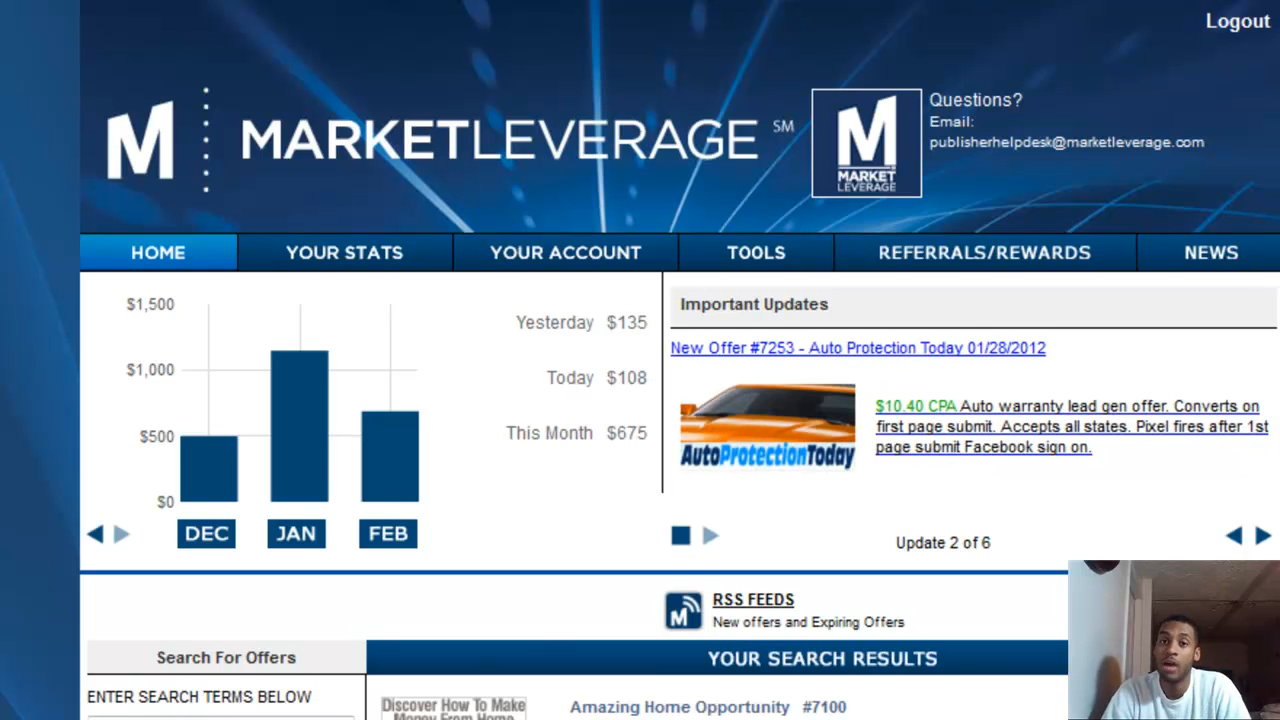 Logout
M
MARKETLEVERAGE SM
M
MARKET
LEVERAGE
Questions?
Email:
publisherhelpdesk@marketleverage.com
HOME
YOUR STATS
YOUR ACCOUNT
TOOLS
REFERRALS/REWARDS
NEWS
$1,500
$1,000
$500
$0
DEC
JAN
FEB
Yesterday $135
Today $108
This Month $675
Important Updates
New Offer #7253 - Auto Protection Today 01/28/2012
AutoProtectionToday
$10.40 CPA Auto warranty lead gen offer. Converts on
first page submit. Accepts all states. Pixel fires after 1st
page submit Facebook sign on.
Update 2 of 6
M
RSS FEEDS
New offers and Expiring Offers
Search For Offers
ENTER SEARCH TERMS BELOW
YOUR SEARCH RESULTS
Discover How To Make
Money From Home
Amazing Home Opportunity #7100